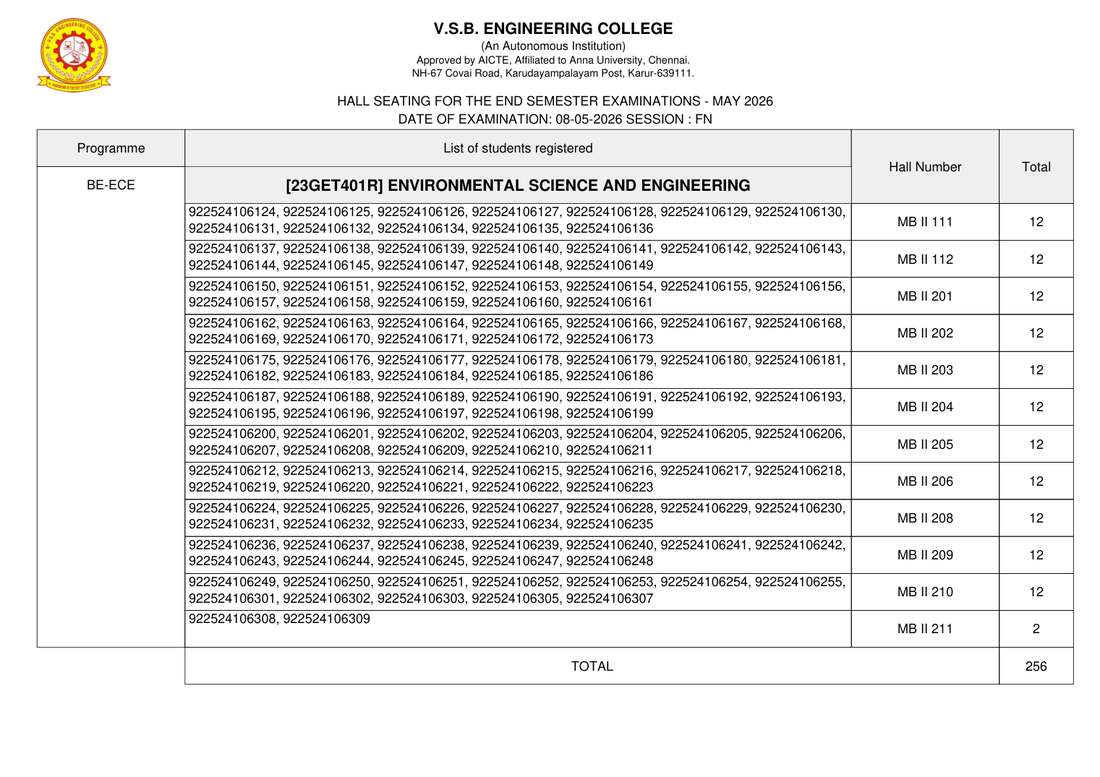 V.S.B. ENGINEERING COLLEGE
(An Autonomous Institution)
Approved by AICTE, Affiliated to Anna University, Chennai.
NH-67 Covai Road, Karudayampalayam Post, Karur-639111.
HALL SEATING FOR THE END SEMESTER EXAMINATIONS - MAY 2026
DATE OF EXAMINATION: 08-05-2026 SESSION : FN
Programme
List of students registered
Hall Number
Total
BE-ECE
[23GET401R] ENVIRONMENTAL SCIENCE AND ENGINEERING
922524106124, 922524106125, 922524106126, 922524106127, 922524106128, 922524106129, 922524106130,
922524106131, 922524106132, 922524106134, 922524106135, 922524106136
MB II 111
12
922524106137, 922524106138, 922524106139, 922524106140, 922524106141, 922524106142, 922524106143,
922524106144, 922524106145, 922524106147, 922524106148, 922524106149
MB II 112
12
922524106150, 922524106151, 922524106152, 922524106153, 922524106154, 922524106155, 922524106156,
922524106157, 922524106158, 922524106159, 922524106160, 922524106161
MB II 201
12
922524106162, 922524106163, 922524106164, 922524106165, 922524106166, 922524106167, 922524106168,
922524106169, 922524106170, 922524106171, 922524106172, 922524106173
MB II 202
12
922524106175, 922524106176, 922524106177, 922524106178, 922524106179, 922524106180, 922524106181,
922524106182, 922524106183, 922524106184, 922524106185, 922524106186
MB II 203
12
922524106187, 922524106188, 922524106189, 922524106190, 922524106191, 922524106192, 922524106193,
922524106195, 922524106196, 922524106197, 922524106198, 922524106199
MB II 204
12
922524106200, 922524106201, 922524106202, 922524106203, 922524106204, 922524106205, 922524106206,
922524106207, 922524106208, 922524106209, 922524106210, 922524106211
MB II 205
12
922524106212, 922524106213, 922524106214, 922524106215, 922524106216, 922524106217, 922524106218,
922524106219, 922524106220, 922524106221, 922524106222, 922524106223
MB II 206
12
922524106224, 922524106225, 922524106226, 922524106227, 922524106228, 922524106229, 922524106230,
922524106231, 922524106232, 922524106233, 922524106234, 922524106235
MB II 208
12
922524106236, 922524106237, 922524106238, 922524106239, 922524106240, 922524106241, 922524106242,
922524106243, 922524106244, 922524106245, 922524106247, 922524106248
MB II 209
12
922524106249, 922524106250, 922524106251, 922524106252, 922524106253, 922524106254, 922524106255,
922524106301, 922524106302, 922524106303, 922524106305, 922524106307
MB II 210
12
922524106308, 922524106309
MB II 211
2
TOTAL
256